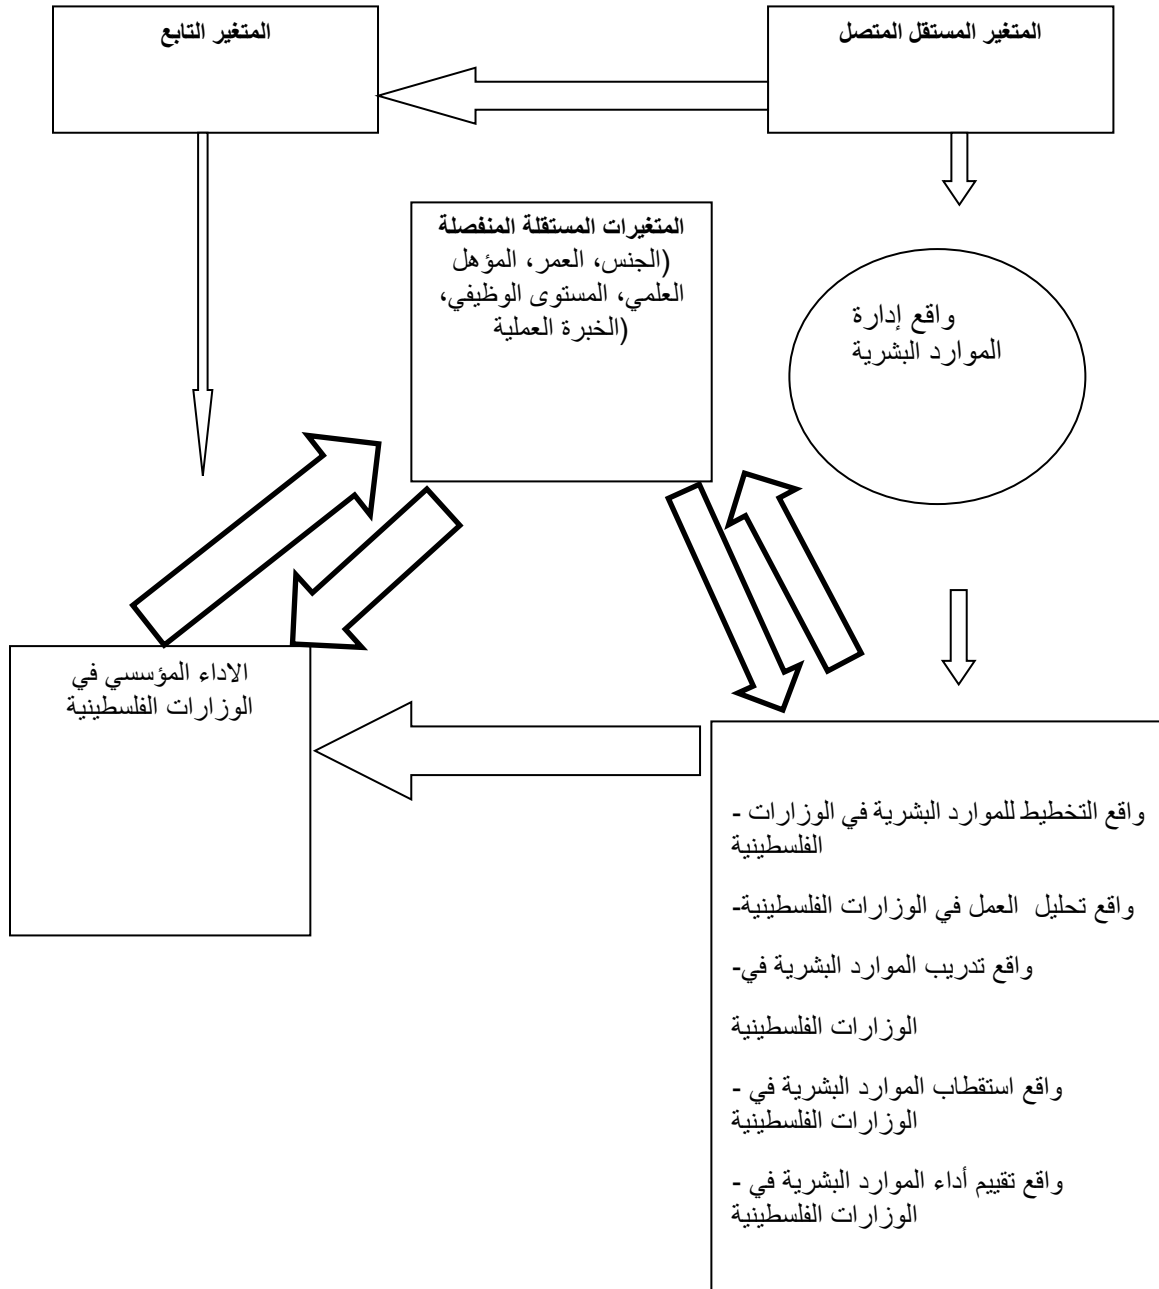 المتغير المستقل المتصل
المتغير التابع
المتغيرات المستقلة المنفصلة
(الجنس، العمر، المؤهل
العلمي، المستوى الوظيفي،
الخبرة العملية)
واقع إدارة
الموارد البشرية
الاداء المؤسسي في
الوزارات الفلسطينية
واقع التخطيط للموارد البشرية في الوزارات -
الفلسطينية
واقع تحليل العمل في الوزارات الفلسطينية-
واقع تدريب الموارد البشرية في-
الوزارات الفلسطينية
واقع استقطاب الموارد البشرية في -
الوزارات الفلسطينية
واقع تقييم أداء الموارد البشرية في -
الوزارات الفلسطينية